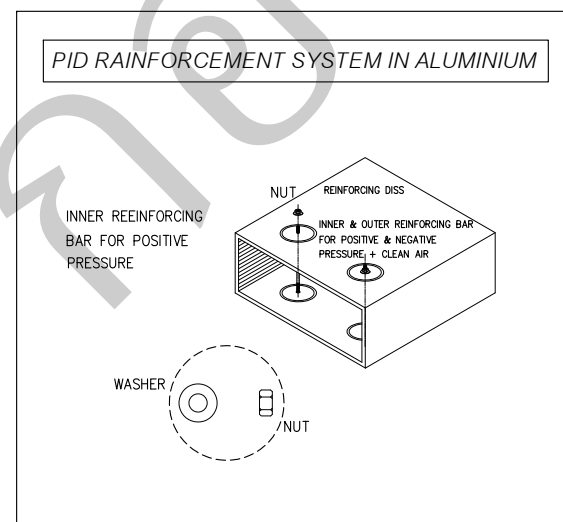 PID RAINFORCEMENT SYSTEM IN ALUMINIUM
NUT
REINFORCING DISS
INNER REEINFORCING
BAR FOR POSITIVE
PRESSURE
INNER & OUTER REINFORCING BAR
FOR POSITIVE & NEGATIVE
PRESSURE + CLEAN AIR
WASHER
NUT